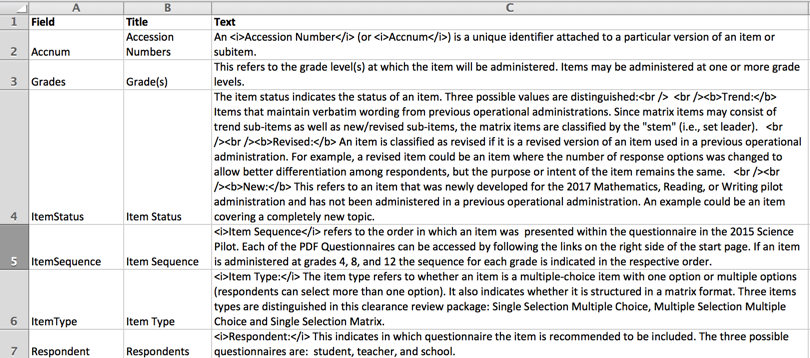 A B C
1 Field Title Text
Accession An <i>Accession Number</i> (or <i>Accnum</i>) is a unique identifier attached to a particular version of an item or
2 Accnum Numbers subitem.
This refers to the grade level(s) at which the item will be administered. Items may be administered at one or more grade
3 Grades Grade(s) levels.
The item status indicates the status of an item. Three possible values are distinguished:<br /> <br /><b>Trend:</b>
Items that maintain verbatim wording from previous operational administrations. Since matrix items may consist of
trend sub-items as well as new/revised sub-items, the matrix items are classified by the "stem" (i.e., set leader). <br
/><br /><b>Revised:</b> An item is classified as revised if it is a revised version of an item used in a previous operational
administration. For example, a revised item could be an item where the number of response options was changed to
allow better differentiation among respondents, but the purpose or intent of the item remains the same. <br /><br
/><b>New:</b> This refers to an item that was newly developed for the 2017 Mathematics, Reading, or Writing pilot
administration and has not been administered in a previous operational administration. An example could be an item
4 ItemStatus Item Status covering a completely new topic.
<i>Item Sequence</i> refers to the order in which an item was presented within the questionnaire in the 2015 Science
Pilot. Each of the PDF Questionnaires can be accessed by following the links on the right side of the start page. If an item
5 ItemSequence Item Sequence is administered at grades 4, 8, and 12 the sequence for each grade is indicated in the respective order.
<i>Item Type:</i> The item type refers to whether an item is a multiple-choice item with one option or multiple options
(respondents can select more than one option). It also indicates whether it is structured in a matrix format. Three items
types are distinguished in this clearance review package: Single Selection Multiple Choice, Multiple Selection Multiple
6 ItemType Item Type Choice and Single Selection Matrix.
<i>Respondent:</i> This indicates in which questionnaire the item is recommended to be included. The three possible
7 Respondent Respondents questionnaires are: student, teacher, and school.